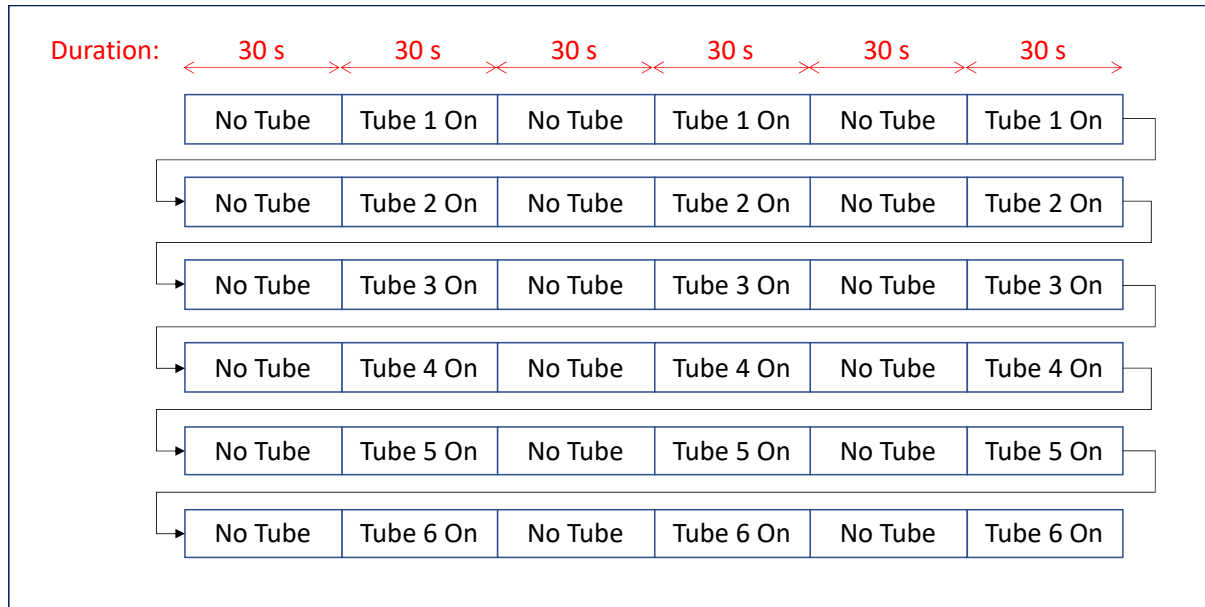 Duration: 30 s 30 s 30 s 30 s 30 s 30 s
No Tube Tube 1 On No Tube Tube 1 On No Tube Tube 1 On
No Tube Tube 2 On No Tube Tube 2 On No Tube Tube 2 On
No Tube Tube 3 On No Tube Tube 3 On No Tube Tube 3 On
No Tube Tube 4 On No Tube Tube 4 On No Tube Tube 4 On
No Tube Tube 5 On No Tube Tube 5 On No Tube Tube 5 On
No Tube Tube 6 On No Tube Tube 6 On No Tube Tube 6 On